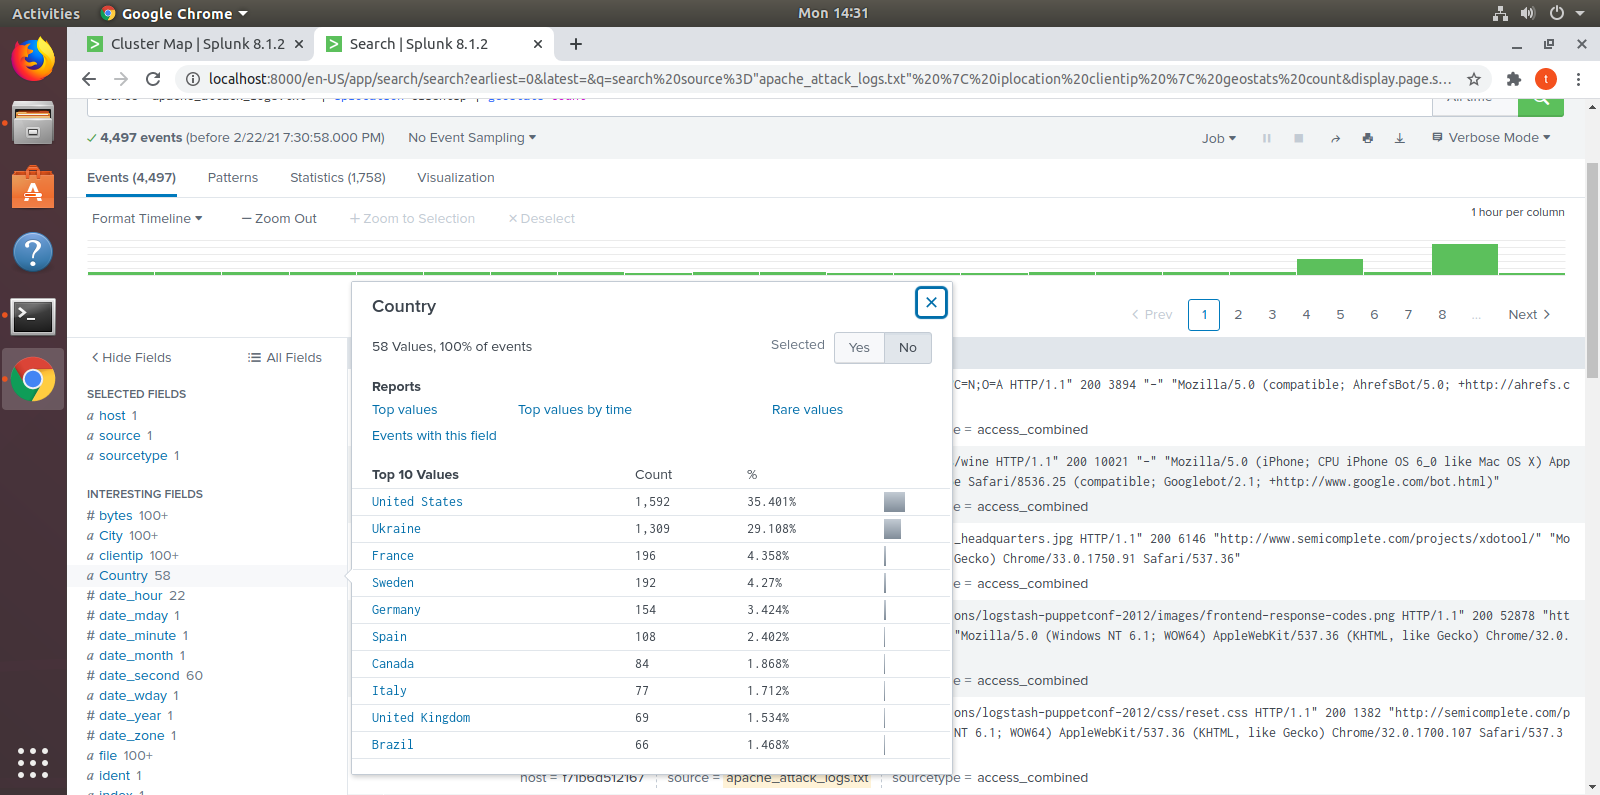 Activities
Google Chrome
Mon 14:31
Cluster Map | Splunk 8.1.2
Search | Splunk 8.1.2
localhost:8000/en-US/app/search/search?earliest=0&latest=&q=search%20source%3D"apache_attack_logs.txt"%20%7C%20iplocation%20clientip%20%7C%20geostats%20count&display.page.s...
t
4,497 events (before 2/22/21 7:30:58.000 PM)
No Event Sampling
Job
Verbose Mode
Events (4,497)
Patterns
Statistics (1,758)
Visualization
Format Timeline
— Zoom Out
+ Zoom to Selection
× Deselect
1 hour per column
Prev
1
2
3
4
5
6
7
8
...
Next
Hide Fields
All Fields
SELECTED FIELDS
a host 1
a source 1
a sourcetype 1
INTERESTING FIELDS
# bytes 100+
a City 100+
a clientip 100+
a Country 58
# date_hour 22
# date_mday 1
# date_minute 1
a date_month 1
# date_second 60
a date_wday 1
# date_year 1
# date_zone 1
a file 100+
a ident 1
a index 1
Country
58 Values, 100% of events
Selected
Yes
No
Reports
Top values
Top values by time
Rare values
Events with this field
Top 10 Values Count %
United States 1,592 35.401%
Ukraine 1,309 29.108%
France 196 4.358%
Sweden 192 4.27%
Germany 154 3.424%
Spain 108 2.402%
Canada 84 1.868%
Italy 77 1.712%
United Kingdom 69 1.534%
Brazil 66 1.468%
C=N;O=A HTTP/1.1" 200 3894 "-" "Mozilla/5.0 (compatible; AhrefsBot/5.0; +http://ahrefs.c
e = access_combined
/wine HTTP/1.1" 200 10021 "-" "Mozilla/5.0 (iPhone; CPU iPhone OS 6_0 like Mac OS X) App
e Safari/8536.25 (compatible; Googlebot/2.1; +http://www.google.com/bot.html)"
e = access_combined
_headquarters.jpg HTTP/1.1" 200 6146 "http://www.semicomplete.com/projects/xdotool/" "Mo
Gecko) Chrome/33.0.1750.91 Safari/537.36"
e = access_combined
ons/logstash-puppetconf-2012/images/frontend-response-codes.png HTTP/1.1" 200 52878 "htt
"Mozilla/5.0 (Windows NT 6.1; WOW64) AppleWebKit/537.36 (KHTML, like Gecko) Chrome/32.0.
e = access_combined
ons/logstash-puppetconf-2012/css/reset.css HTTP/1.1" 200 1382 "http://semicomplete.com/p
NT 6.1; WOW64) AppleWebKit/537.36 (KHTML, like Gecko) Chrome/32.0.1700.107 Safari/537.3
host = f71b6d512167
source = apache_attack_logs.txt
sourcetype = access_combined